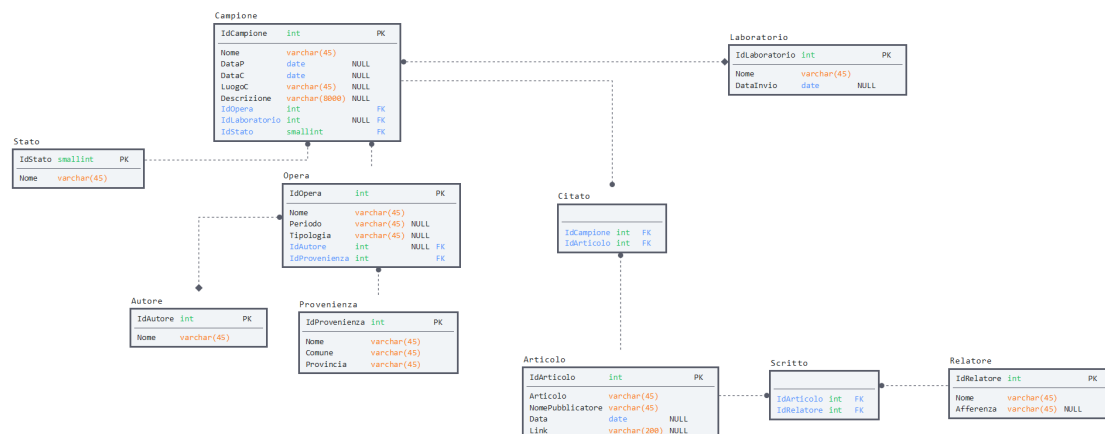 Campione
IdCampione int PK
Nome varchar(45)
DataP date NULL
DataC date NULL
LuogoC varchar(45) NULL
Descrizione varchar(8000) NULL
IdOpera int FK
IdLaboratorio int NULL FK
IdStato smallint FK
Laboratorio
IdLaboratorio int PK
Nome varchar(45)
DataInvio date NULL
Stato
IdStato smallint PK
Nome varchar(45)
Opera
IdOpera int PK
Nome varchar(45)
Periodo varchar(45) NULL
Tipologia varchar(45) NULL
IdAutore int NULL FK
IdProvenienza int FK
Citato
IdCampione int FK
IdArticolo int FK
Autore
IdAutore int PK
Nome varchar(45)
Provenienza
IdProvenienza int PK
Nome varchar(45)
Comune varchar(45)
Provincia varchar(45)
Articolo
IdArticolo int PK
Articolo varchar(45)
NomePubblicatore varchar(45)
Data date NULL
Link varchar(200) NULL
Scritto
IdArticolo int FK
IdRelatore int FK
Relatore
IdRelatore int PK
Nome varchar(45)
Afferenza varchar(45) NULL